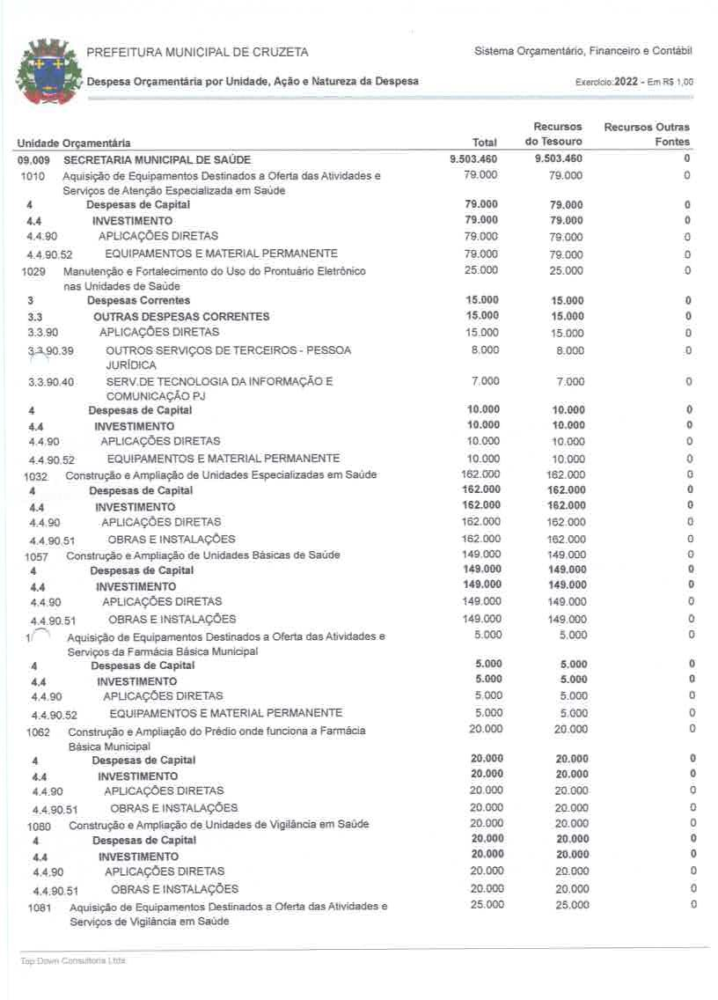 PREFEITURA MUNICIPAL DE CRUZETA
Sistema Orçamentário, Financeiro e Contábil
Despesa Orçamentária por Unidade, Ação e Natureza da Despesa
Exercício:2022 - Em R$ 1,00
Unidade Orçamentária Total Recursos do Tesouro Recursos Outras Fontes
09.009 SECRETARIA MUNICIPAL DE SAÚDE 9.503.460 9.503.460 0
1010 Aquisição de Equipamentos Destinados a Oferta das Atividades e 79.000 79.000 0
Serviços de Atenção Especializada em Saúde
4 Despesas de Capital 79.000 79.000 0
4.4 INVESTIMENTO 79.000 79.000 0
4.4.90 APLICAÇÕES DIRETAS 79.000 79.000 0
4.4.90.52 EQUIPAMENTOS E MATERIAL PERMANENTE 79.000 79.000 0
1029 Manutenção e Fortalecimento do Uso do Prontuário Eletrônico 25.000 25.000 0
nas Unidades de Saúde
3 Despesas Correntes 15.000 15.000 0
3.3 OUTRAS DESPESAS CORRENTES 15.000 15.000 0
3.3.90 APLICAÇÕES DIRETAS 15.000 15.000 0
3.3.90.39 OUTROS SERVIÇOS DE TERCEIROS - PESSOA 8.000 8.000 0
JURÍDICA
3.3.90.40 SERV.DE TECNOLOGIA DA INFORMAÇÃO E 7.000 7.000 0
COMUNICAÇÃO PJ
4 Despesas de Capital 10.000 10.000 0
4.4 INVESTIMENTO 10.000 10.000 0
4.4.90 APLICAÇÕES DIRETAS 10.000 10.000 0
4.4.90.52 EQUIPAMENTOS E MATERIAL PERMANENTE 10.000 10.000 0
1032 Construção e Ampliação de Unidades Especializadas em Saúde 162.000 162.000 0
4 Despesas de Capital 162.000 162.000 0
4.4 INVESTIMENTO 162.000 162.000 0
4.4.90 APLICAÇÕES DIRETAS 162.000 162.000 0
4.4.90.51 OBRAS E INSTALAÇÕES 162.000 162.000 0
1057 Construção e Ampliação de Unidades Básicas de Saúde 149.000 149.000 0
4 Despesas de Capital 149.000 149.000 0
4.4 INVESTIMENTO 149.000 149.000 0
4.4.90 APLICAÇÕES DIRETAS 149.000 149.000 0
4.4.90.51 OBRAS E INSTALAÇÕES 149.000 149.000 0
Aquisição de Equipamentos Destinados a Oferta das Atividades e 5.000 5.000 0
Serviços da Farmácia Básica Municipal
4 Despesas de Capital 5.000 5.000 0
4.4 INVESTIMENTO 5.000 5.000 0
4.4.90 APLICAÇÕES DIRETAS 5.000 5.000 0
4.4.90.52 EQUIPAMENTOS E MATERIAL PERMANENTE 5.000 5.000 0
1062 Construção e Ampliação do Prédio onde funciona a Farmácia 20.000 20.000 0
Básica Municipal
4 Despesas de Capital 20.000 20.000 0
4.4 INVESTIMENTO 20.000 20.000 0
4.4.90 APLICAÇÕES DIRETAS 20.000 20.000 0
4.4.90.51 OBRAS E INSTALAÇÕES 20.000 20.000 0
1080 Construção e Ampliação de Unidades de Vigilância em Saúde 20.000 20.000 0
4 Despesas de Capital 20.000 20.000 0
4.4 INVESTIMENTO 20.000 20.000 0
4.4.90 APLICAÇÕES DIRETAS 20.000 20.000 0
4.4.90.51 OBRAS E INSTALAÇÕES 20.000 20.000 0
1081 Aquisição de Equipamentos Destinados a Oferta das Atividades e 25.000 25.000 0
Serviços de Vigilância em Saúde
Top Down Consultoria Ltda